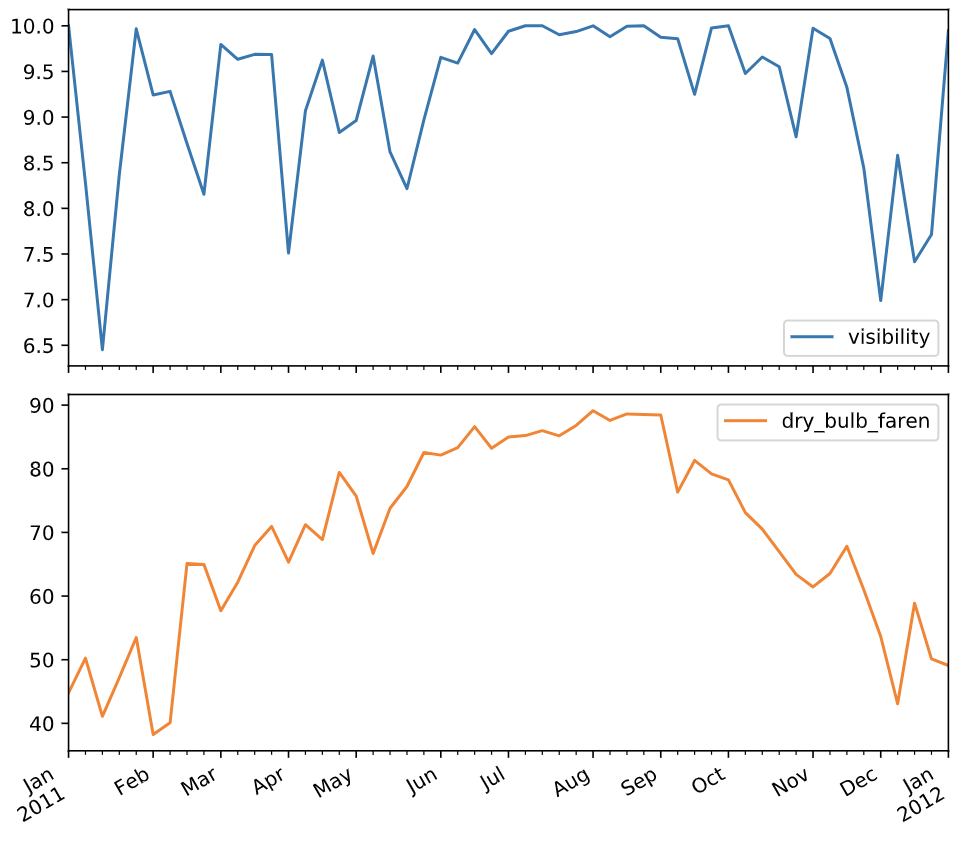 10.0
9.5
9.0
8.5
8.0
7.5
7.0
6.5
visibility
90
80
70
60
50
40
dry_bulb_faren
Jan
2011
Feb
Mar
Apr
May
Jun
Jul
Aug
Sep
Oct
Nov
Dec
Jan
2012